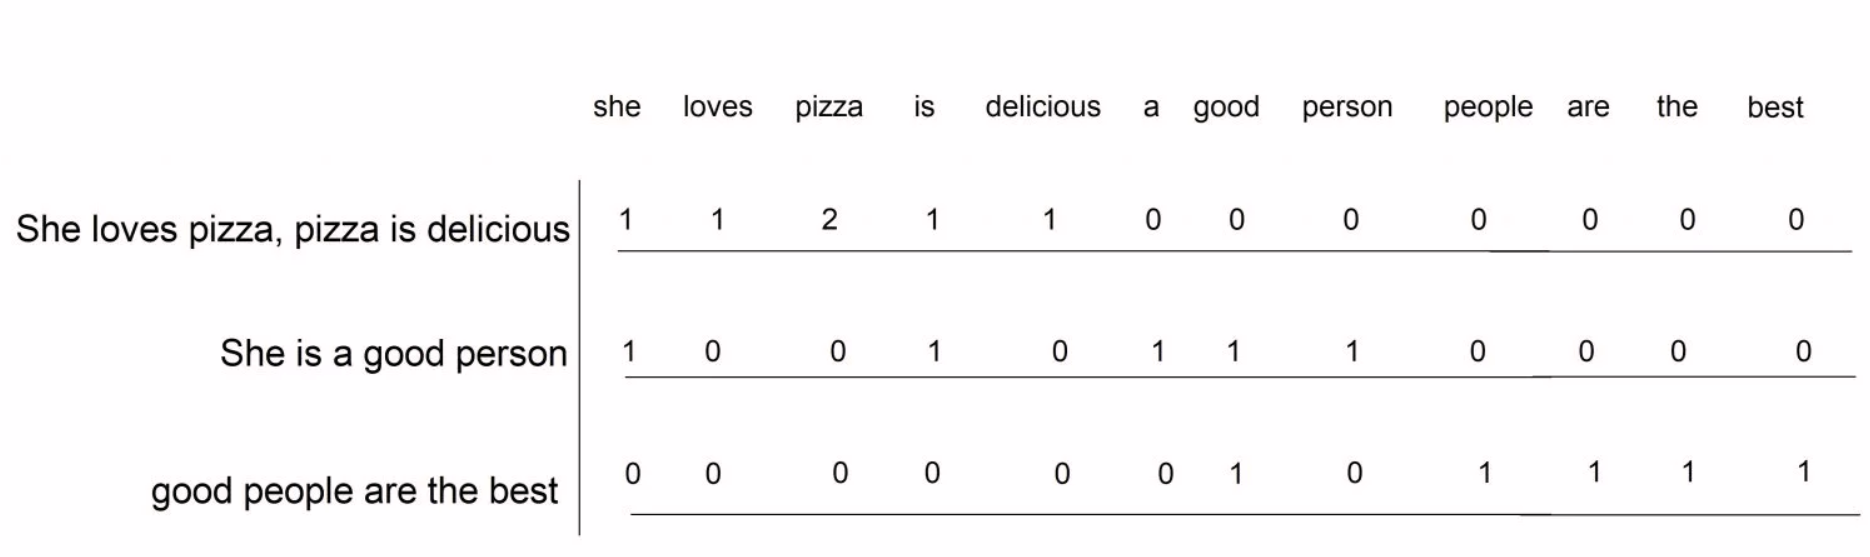 she loves pizza is delicious a good person people are the best
She loves pizza, pizza is delicious 1 1 2 1 1 0 0 0 0 0 0 0
She is a good person 1 0 0 1 0 1 1 1 0 0 0 0
good people are the best 0 0 0 0 0 0 1 0 1 1 1 1